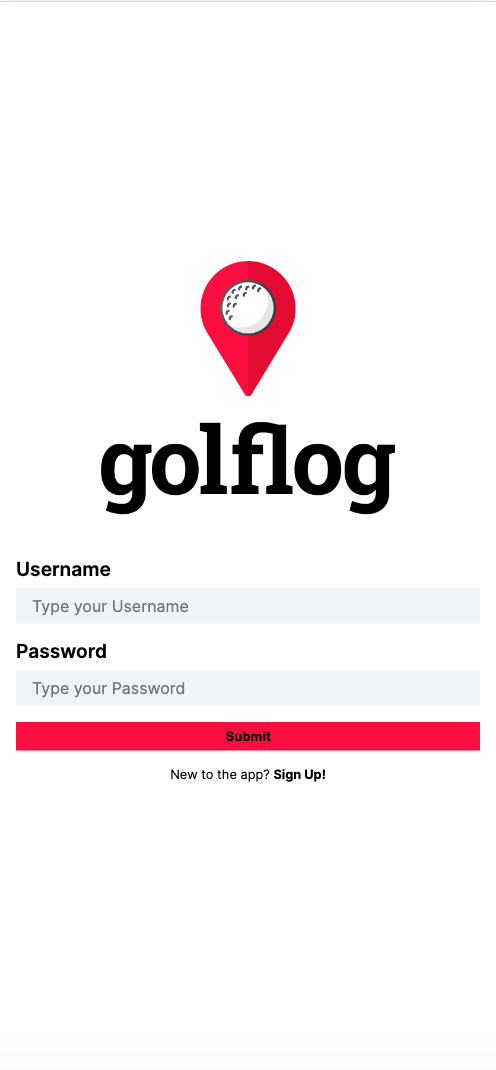 golflog
Username
Type your Username
Password
Type your Password
Submit
New to the app? Sign Up!